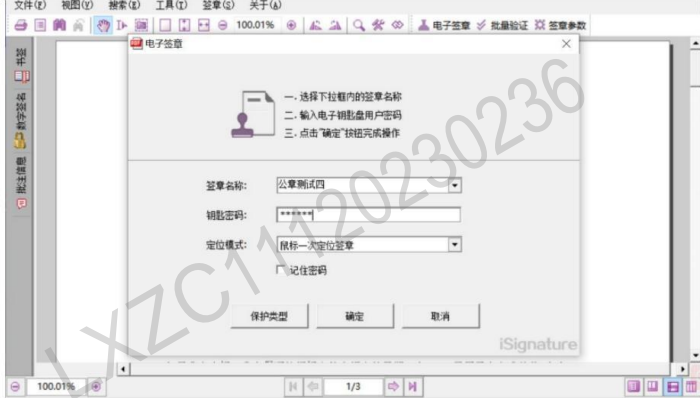 文件(F) 视图(V) 搜索(E) 工具(T) 签章(S) 关于(A)
100.01% 电子签章 批量验证 签章参数
书签
数字签名
批注信息
电子签章
一. 选择下拉框内的签章名称
二. 输入电子钥匙盘用户密码
三. 点击"确定"按钮完成操作
签章名称: 公章测试四
钥匙密码: ******
定位模式: 鼠标一次定位签章
记住密码
保护类型 确定 取消
iSignature
100.01% 1/3
LXZC11120230236